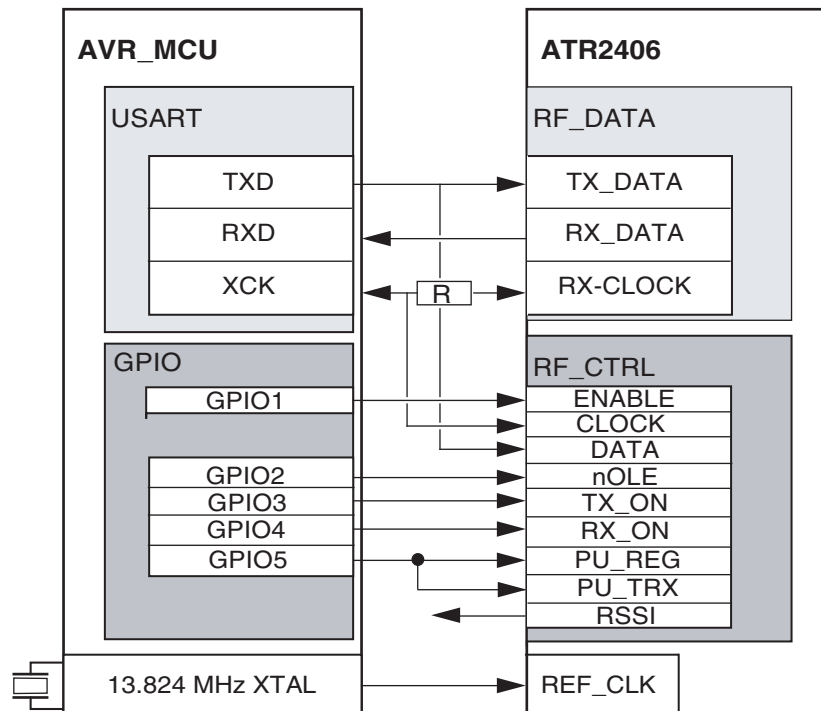 AVR_MCU
USART
TXD
RXD
XCK
GPIO
GPIO1
GPIO2
GPIO3
GPIO4
GPIO5
13.824 MHz XTAL
R
ATR2406
RF_DATA
TX_DATA
RX_DATA
RX-CLOCK
RF_CTRL
ENABLE
CLOCK
DATA
nOLE
TX_ON
RX_ON
PU_REG
PU_TRX
RSSI
REF_CLK